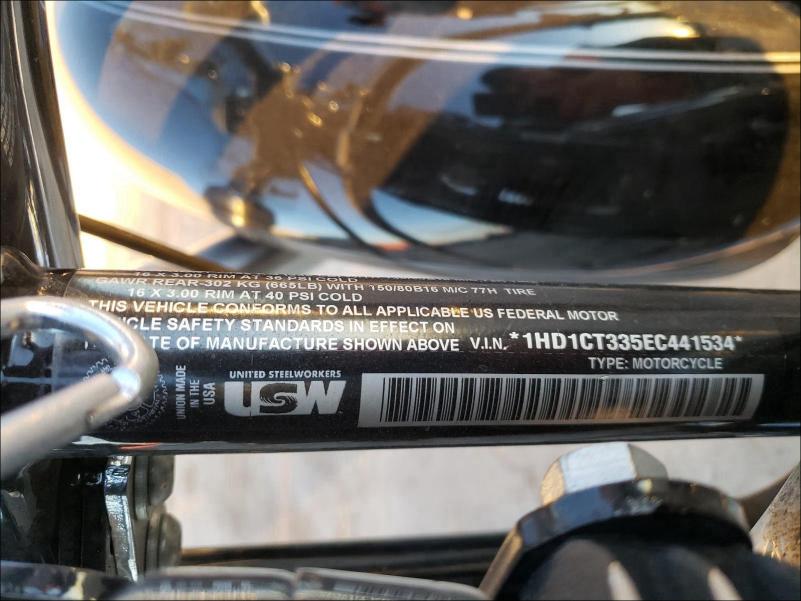 16 X 3.00 RIM AT 36 PSI COLD
GAWR REAR-302 KG (665LB) WITH 150/80B16 M/C 77H TIRE
16 X 3.00 RIM AT 40 PSI COLD
THIS VEHICLE CONFORMS TO ALL APPLICABLE US FEDERAL MOTOR
CLE SAFETY STANDARDS IN EFFECT ON
TE OF MANUFACTURE SHOWN ABOVE V.I.N. *1HD1CT335EC441534*
TYPE: MOTORCYCLE
UNION MADE
IN THE
USA
UNITED STEELWORKERS
USW